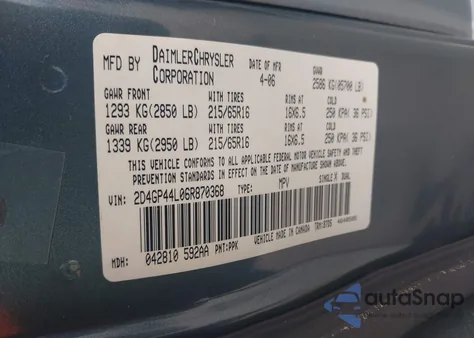 MFD BY DAIMLERCHRYSLER CORPORATION DATE OF MFR 4-06 GVWR 2586 KG(05700 LB)
GAWR FRONT WITH TIRES RIMS AT COLD
1293 KG(2850 LB) 215/65R16 16X6.5 250 KPA( 36 PSI)
GAWR REAR WITH TIRES RIMS AT COLD
1339 KG(2950 LB) 215/65R16 16X6.5 250 KPA( 36 PSI)
THIS VEHICLE CONFORMS TO ALL APPLICABLE FEDERAL MOTOR VEHICLE SAFETY AND THEFT
PREVENTION STANDARDS IN EFFECT ON THE DATE OF MANUFACTURE SHOWN ABOVE.
VIN: 2D4GP44L06R870368 TYPE: MPV SINGLE X DUAL
MDH: 042810 592AA PNT:PPK VEHICLE MADE IN CANADA
autoSnap